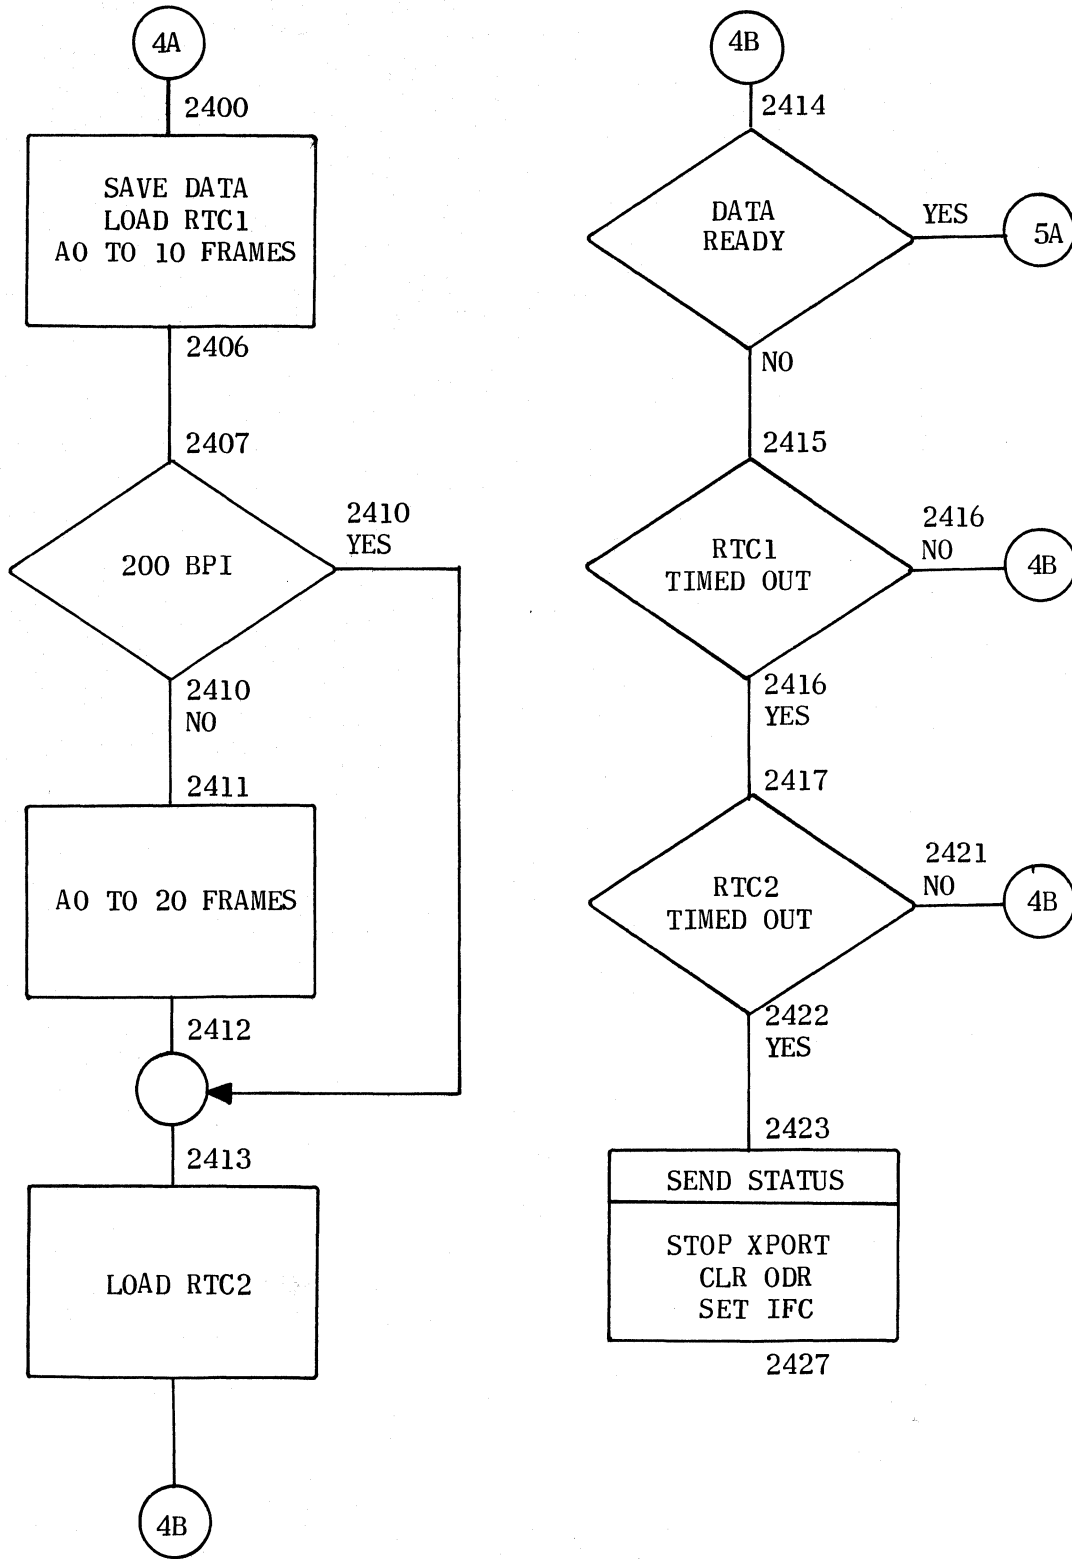 4A
2400
SAVE DATA
LOAD RTC1
A0 TO 10 FRAMES
2406
2407
200 BPI
2410
YES
2410
NO
2411
A0 TO 20 FRAMES
2412
2413
LOAD RTC2
4B
4B
2414
DATA
READY
YES
5A
NO
2415
RTC1
TIMED OUT
2416
NO
4B
2416
YES
2417
RTC2
TIMED OUT
2421
NO
4B
2422
YES
2423
SEND STATUS
STOP XPORT
CLR ODR
SET IFC
2427